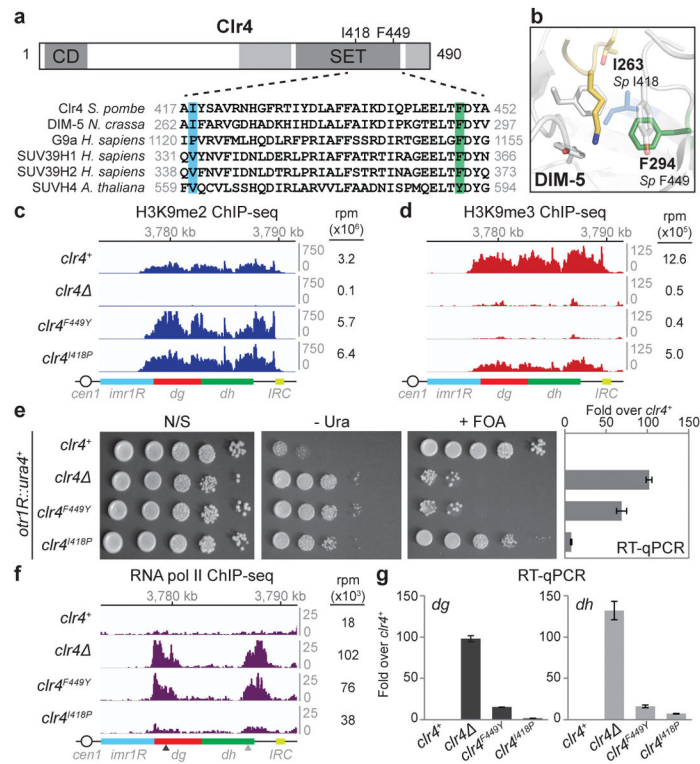 a
Clr4
I418 F449
1 CD SET 490
Clr4 S. pombe 417 AIYSAVRNHGFRTIYDLAFFAIKDIQPLEELTFDYA 452
DIM-5 N. crassa 262 AIFARVGDHADKHIHDLALFAIKDIPKGTELTFDYV 297
G9a H. sapiens 1120 IPVRVFMLHQDLRFPRIAFFSSRDIRTGEELGFDYG 1155
SUV39H1 H. sapiens 331 QVYNVFIDNLDERLPRIAFFATRTIRAGEELTFDYN 366
SUV39H2 H. sapiens 338 QVFNVFIDNLDTRLPRIALFSTRTINAGEELTFDYQ 373
SUVH4 A. thaliana 559 FVQCVLSSHQDIRLARVVLFAADNISPMQELTYDYG 594
b
I263
Sp I418
F294
Sp F449
DIM-5
c
H3K9me2 ChIP-seq
3,780 kb 3,790 kb
rpm
(x10⁶)
clr4⁺ 750 0 3.2
clr4Δ 750 0 0.1
clr4F449Y 750 0 5.7
clr4I418P 750 0 6.4
cen1 imr1R dg dh IRC
d
H3K9me3 ChIP-seq
3,780 kb 3,790 kb
rpm
(x10⁵)
125 0 12.6
125 0 0.5
125 0 0.4
125 0 5.0
cen1 imr1R dg dh IRC
e
N/S - Ura + FOA
Fold over clr4⁺
0 50 100
otr1R::ura4⁺
clr4⁺
clr4Δ
clr4F449Y
clr4I418P
RT-qPCR
f
RNA pol II ChIP-seq
3,780 kb 3,790 kb
rpm
(x10³)
clr4⁺ 25 0 18
clr4Δ 25 0 102
clr4F449Y 25 0 76
clr4I418P 25 0 38
cen1 imr1R dg dh IRC
g
RT-qPCR
Fold over clr4⁺
150
100
50
0
dg
clr4⁺ clr4Δ clr4F449Y clr4I418P
150
100
50
0
dh
clr4⁺ clr4Δ clr4F449Y clr4I418P